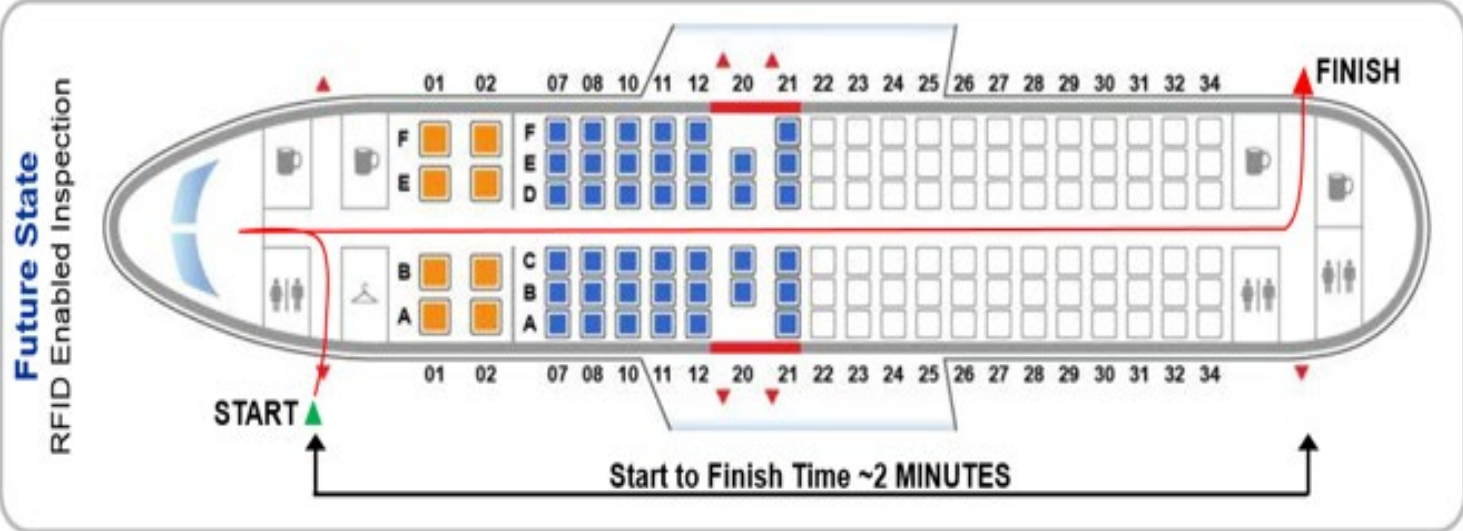 Future State
RFID Enabled Inspection
01 02 07 08 10 11 12 20 21 22 23 24 25 26 27 28 29 30 31 32 34
FINISH
F F
E E
D
B C
B
A A
01 02 07 08 10 11 12 20 21 22 23 24 25 26 27 28 29 30 31 32 34
START
Start to Finish Time ~2 MINUTES